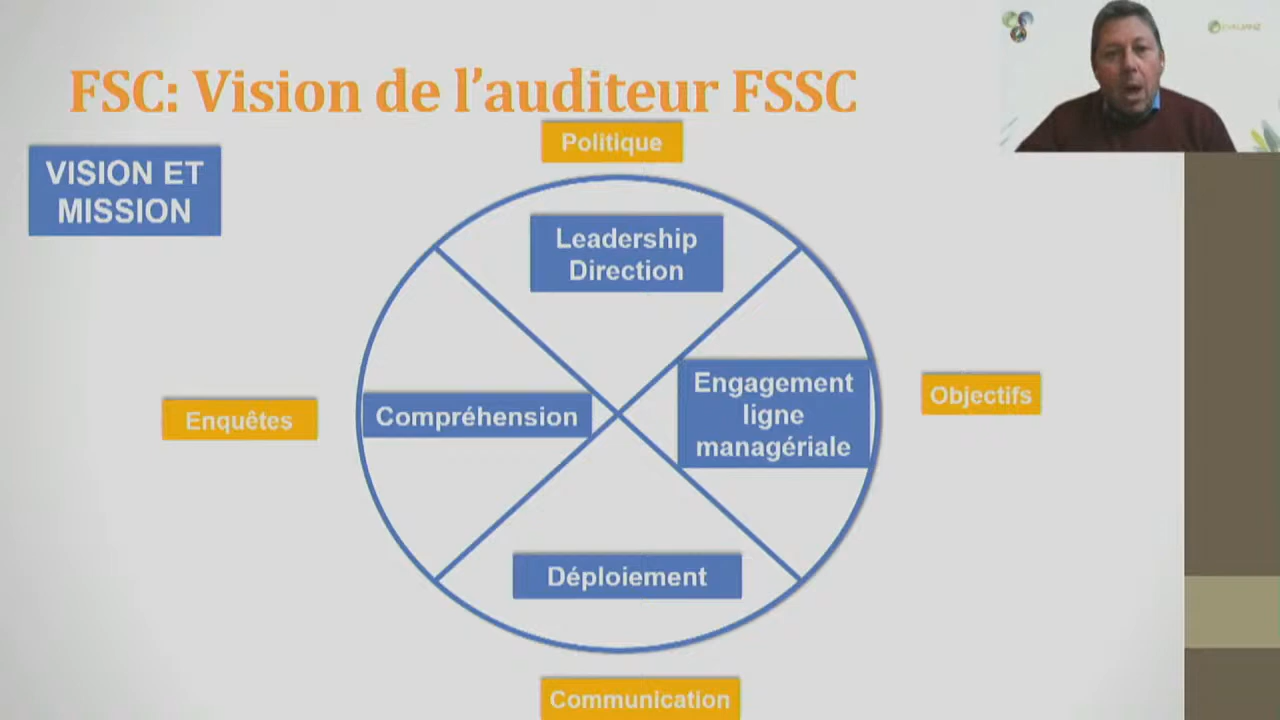 FSC: Vision de l’auditeur FSSC
VISION ET
MISSION
Politique
Leadership
Direction
Engagement
ligne
managériale
Objectifs
Compréhension
Enquêtes
Déploiement
Communication